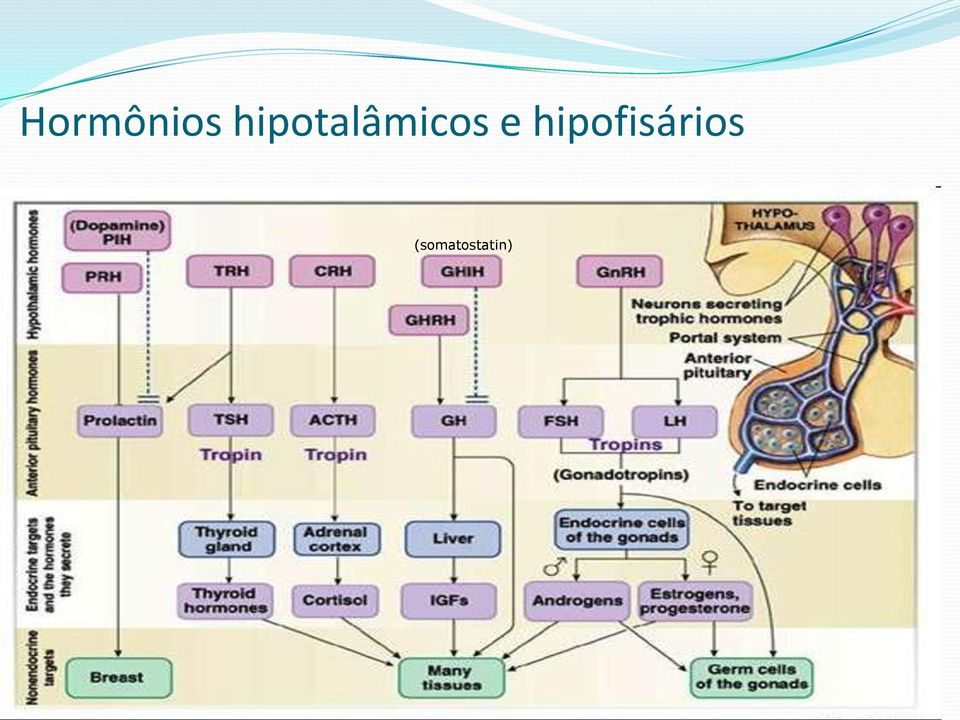 Hormônios hipotalâmicos e hipofisários
Hypothalamic hormones
(Dopamine)
PIH
PRH
TRH
CRH
(somatostatin)
GHIH
GHRH
GnRH
HYPO-
THALAMUS
Neurons secreting
trophic hormones
Portal system
Anterior
pituitary
Endocrine cells
To target
tissues
Anterior pituitary hormones
Prolactin
TSH
Tropin
ACTH
Tropin
GH
FSH
LH
Tropins
(Gonadotropins)
Endocrine targets
and the hormones
they secrete
Thyroid
gland
Adrenal
cortex
Liver
Endocrine cells
of the gonads
♂
♀
Thyroid
hormones
Cortisol
IGFs
Androgens
Estrogens,
progesterone
Nonendocrine
targets
Breast
Many
tissues
Germ cells
of the gonads